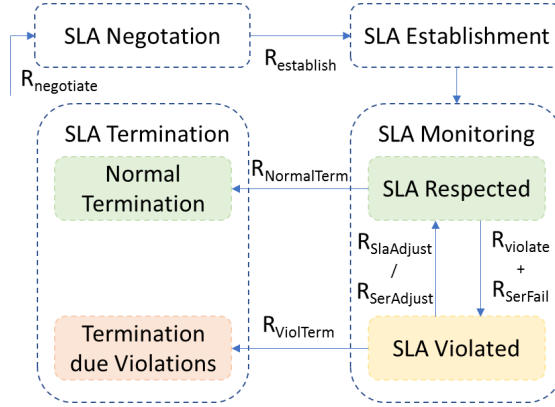 SLA Negotation
SLA Establishment
R_establish
R_negotiate
SLA Termination
SLA Monitoring
Normal
Termination
R_NormalTerm
SLA Respected
R_SlaAdjust
/
R_SerAdjust
R_violate
+
R_SerFail
Termination
due Violations
R_ViolTerm
SLA Violated